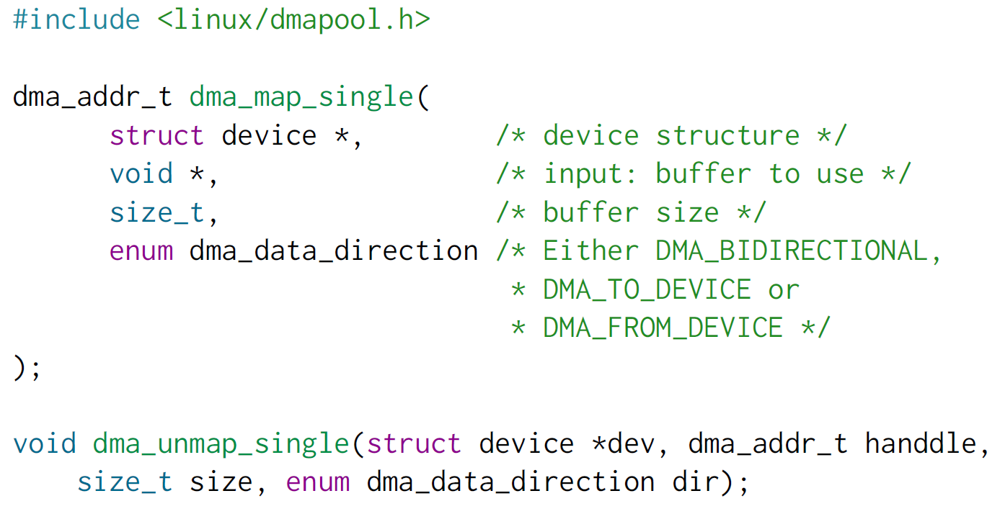 #include <linux/dmapool.h>
dma_addr_t dma_map_single(
struct device *, /* device structure */
void *, /* input: buffer to use */
size_t, /* buffer size */
enum dma_data_direction /* Either DMA_BIDIRECTIONAL,
* DMA_TO_DEVICE or
* DMA_FROM_DEVICE */
);
void dma_unmap_single(struct device *dev, dma_addr_t handdle,
size_t size, enum dma_data_direction dir);